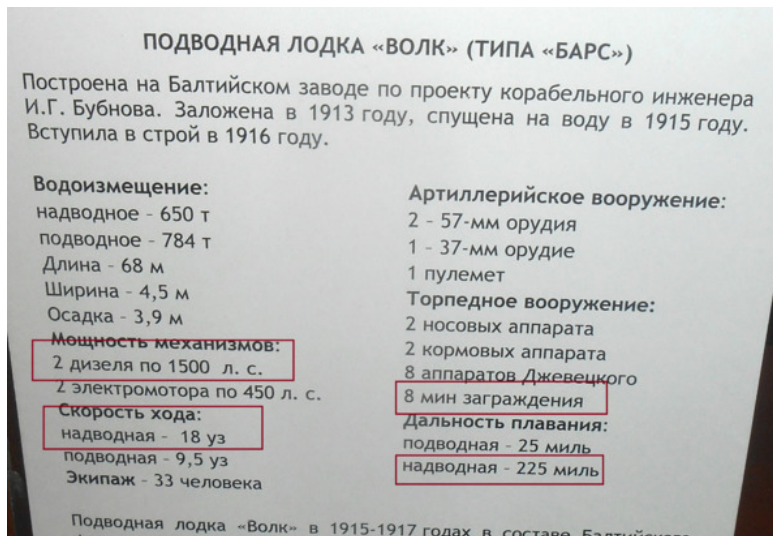 ПОДВОДНАЯ ЛОДКА «ВОЛК» (ТИПА «БАРС»)
Построена на Балтийском заводе по проекту корабельного инженера
И.Г. Бубнова. Заложена в 1913 году, спущена на воду в 1915 году.
Вступила в строй в 1916 году.
Водоизмещение:
надводное - 650 т
подводное - 784 т
Длина - 68 м
Ширина - 4,5 м
Осадка - 3,9 м
Мощность механизмов:
2 дизеля по 1500 л. с.
2 электромотора по 450 л. с.
Скорость хода:
надводная - 18 уз
подводная - 9,5 уз
Экипаж - 33 человека
Артиллерийское вооружение:
2 - 57-мм орудия
1 - 37-мм орудие
1 пулемет
Торпедное вооружение:
2 носовых аппарата
2 кормовых аппарата
8 аппаратов Джевецкого
8 мин заграждения
Дальность плавания:
подводная - 25 миль
надводная - 225 миль
Подводная лодка «Волк» в 1915-1917 годах в составе Балтийского